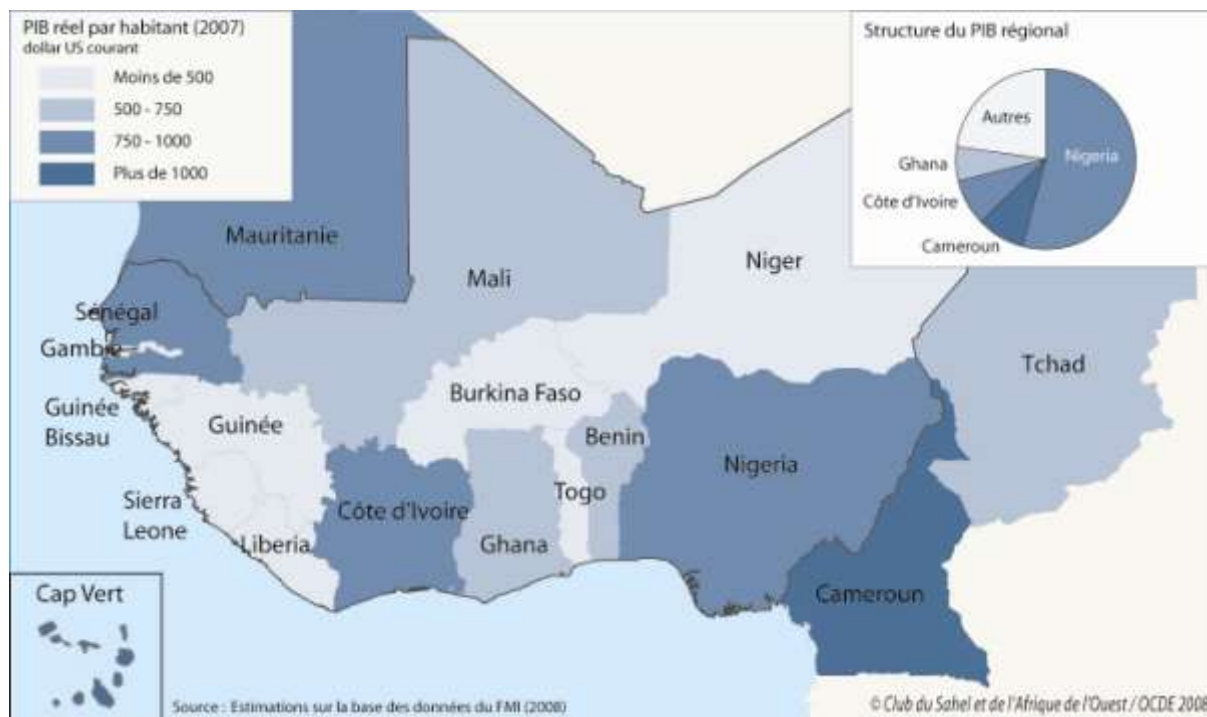 PIB réel par habitant (2007)
dollar US courant
Moins de 500
500 - 750
750 - 1000
Plus de 1000
Structure du PIB régional
Autres
Nigeria
Ghana
Côte d'Ivoire
Cameroun
Mauritanie
Mali
Niger
Tchad
Sénégal
Gambie
Guinée
Bissau
Guinée
Burkina Faso
Benin
Nigeria
Togo
Sierra
Leone
Côte d'Ivoire
Ghana
Liberia
Cameroun
Cap Vert
Source : Estimations sur la base des données du FMI (2008)
© Club du Sahel et de l'Afrique de l'Ouest / OCDE 2008